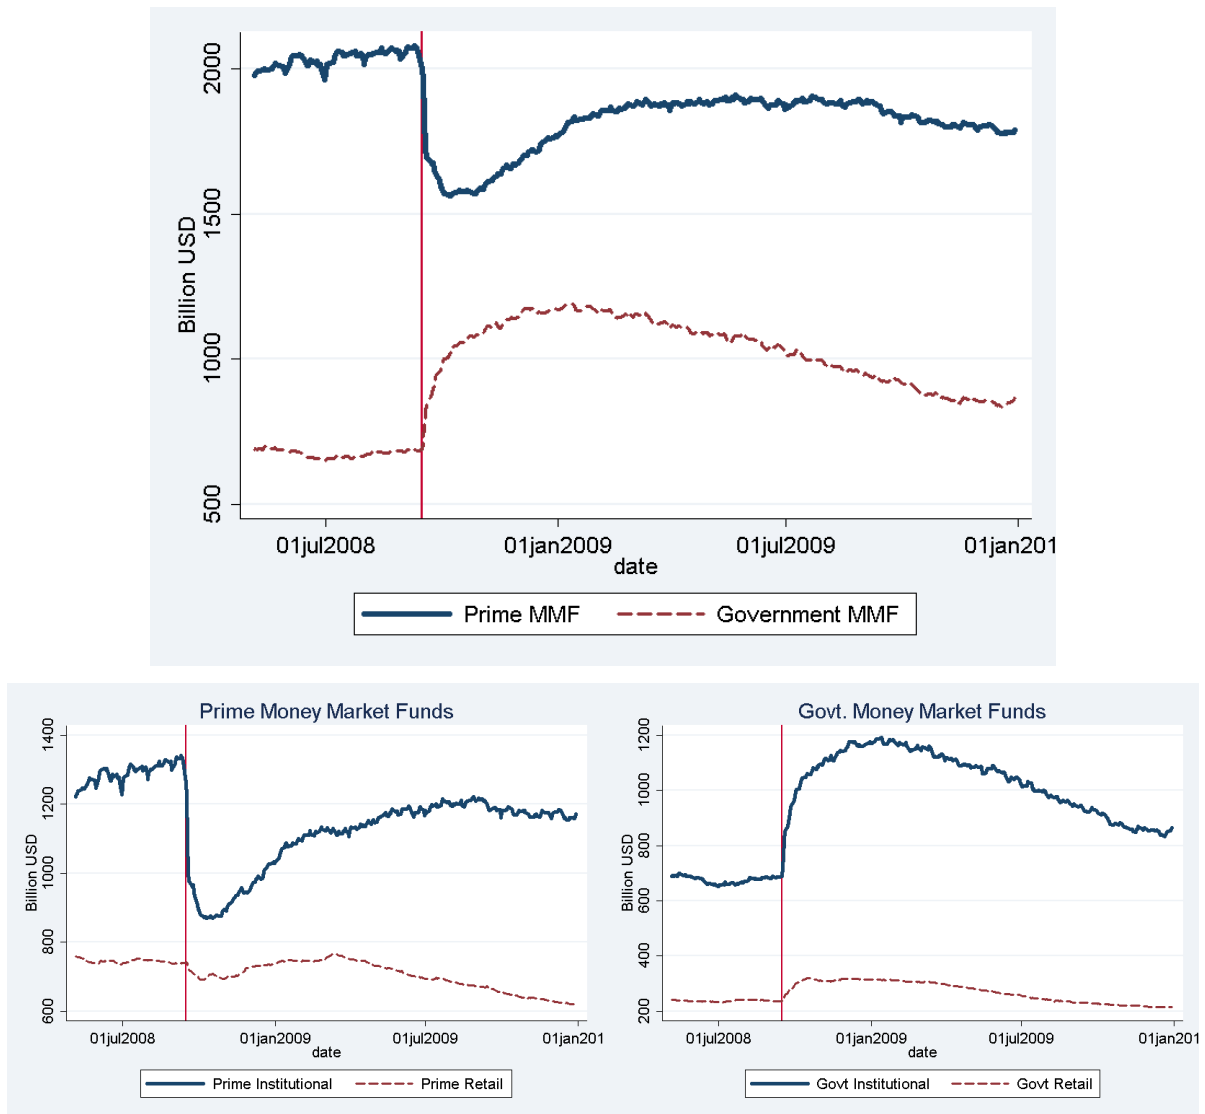 2000
1500
1000
500
Billion USD
01jul2008 01jan2009 01jul2009 01jan201
date
Prime MMF Government MMF
Prime Money Market Funds
1400
1200
1000
800
600
Billion USD
01jul2008 01jan2009 01jul2009 01jan201
date
Prime Institutional Prime Retail
Govt. Money Market Funds
1200
1000
800
600
400
200
Billion USD
01jul2008 01jan2009 01jul2009 01jan201
date
Govt Institutional Govt Retail